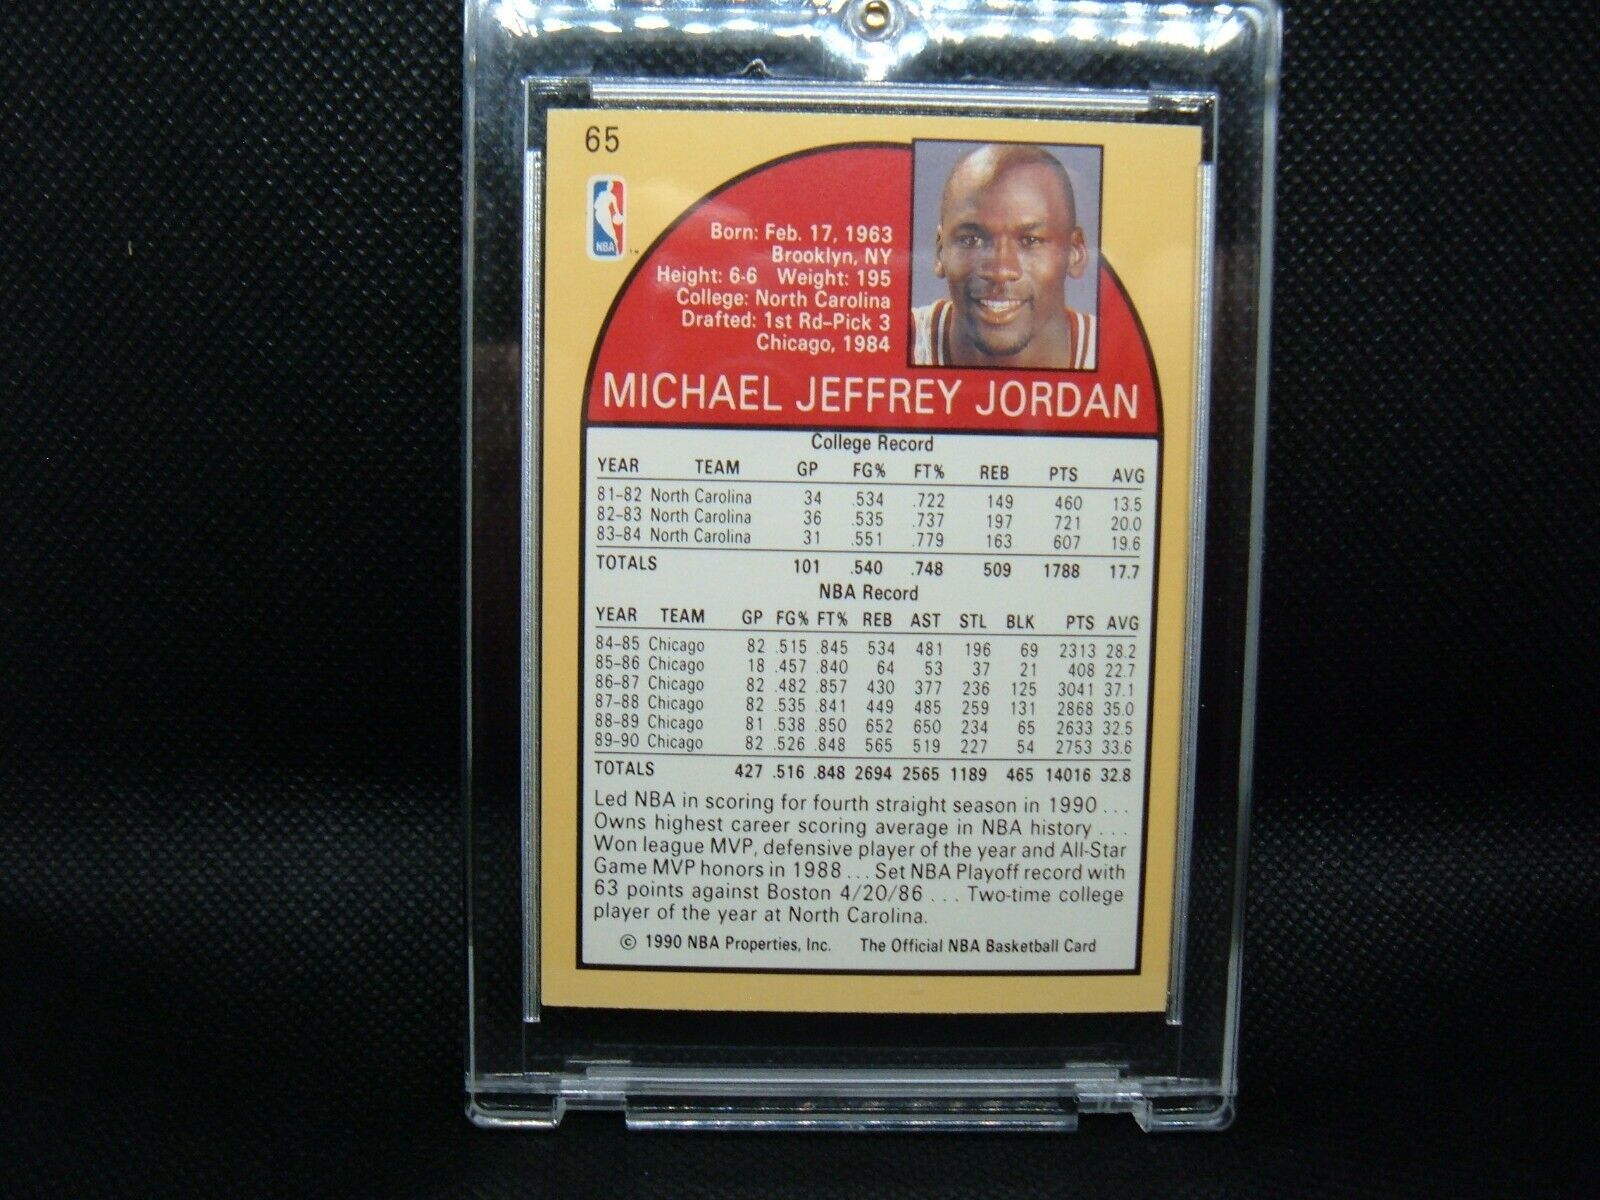 65
NBA
Born: Feb. 17, 1963
Brooklyn, NY
Height: 6-6 Weight: 195
College: North Carolina
Drafted: 1st Rd–Pick 3
Chicago, 1984
MICHAEL JEFFREY JORDAN
College Record
YEAR TEAM GP FG% FT% REB PTS AVG
81–82 North Carolina 34 .534 .722 149 460 13.5
82–83 North Carolina 36 .535 .737 197 721 20.0
83–84 North Carolina 31 .551 .779 163 607 19.6
TOTALS 101 .540 .748 509 1788 17.7
NBA Record
YEAR TEAM GP FG% FT% REB AST STL BLK PTS AVG
84–85 Chicago 82 .515 .845 534 481 196 69 2313 28.2
85–86 Chicago 18 .457 .840 64 53 37 21 408 22.7
86–87 Chicago 82 .482 .857 430 377 236 125 3041 37.1
87–88 Chicago 82 .535 .841 449 485 259 131 2868 35.0
88–89 Chicago 81 .538 .850 652 650 234 65 2633 32.5
89–90 Chicago 82 .526 .848 565 519 227 54 2753 33.6
TOTALS 427 .516 .848 2694 2565 1189 465 14016 32.8
Led NBA in scoring for fourth straight season in 1990 . . .
Owns highest career scoring average in NBA history . . .
Won league MVP, defensive player of the year and All-Star
Game MVP honors in 1988 . . . Set NBA Playoff record with
63 points against Boston 4/20/86 . . . Two-time college
player of the year at North Carolina.
© 1990 NBA Properties, Inc. The Official NBA Basketball Card